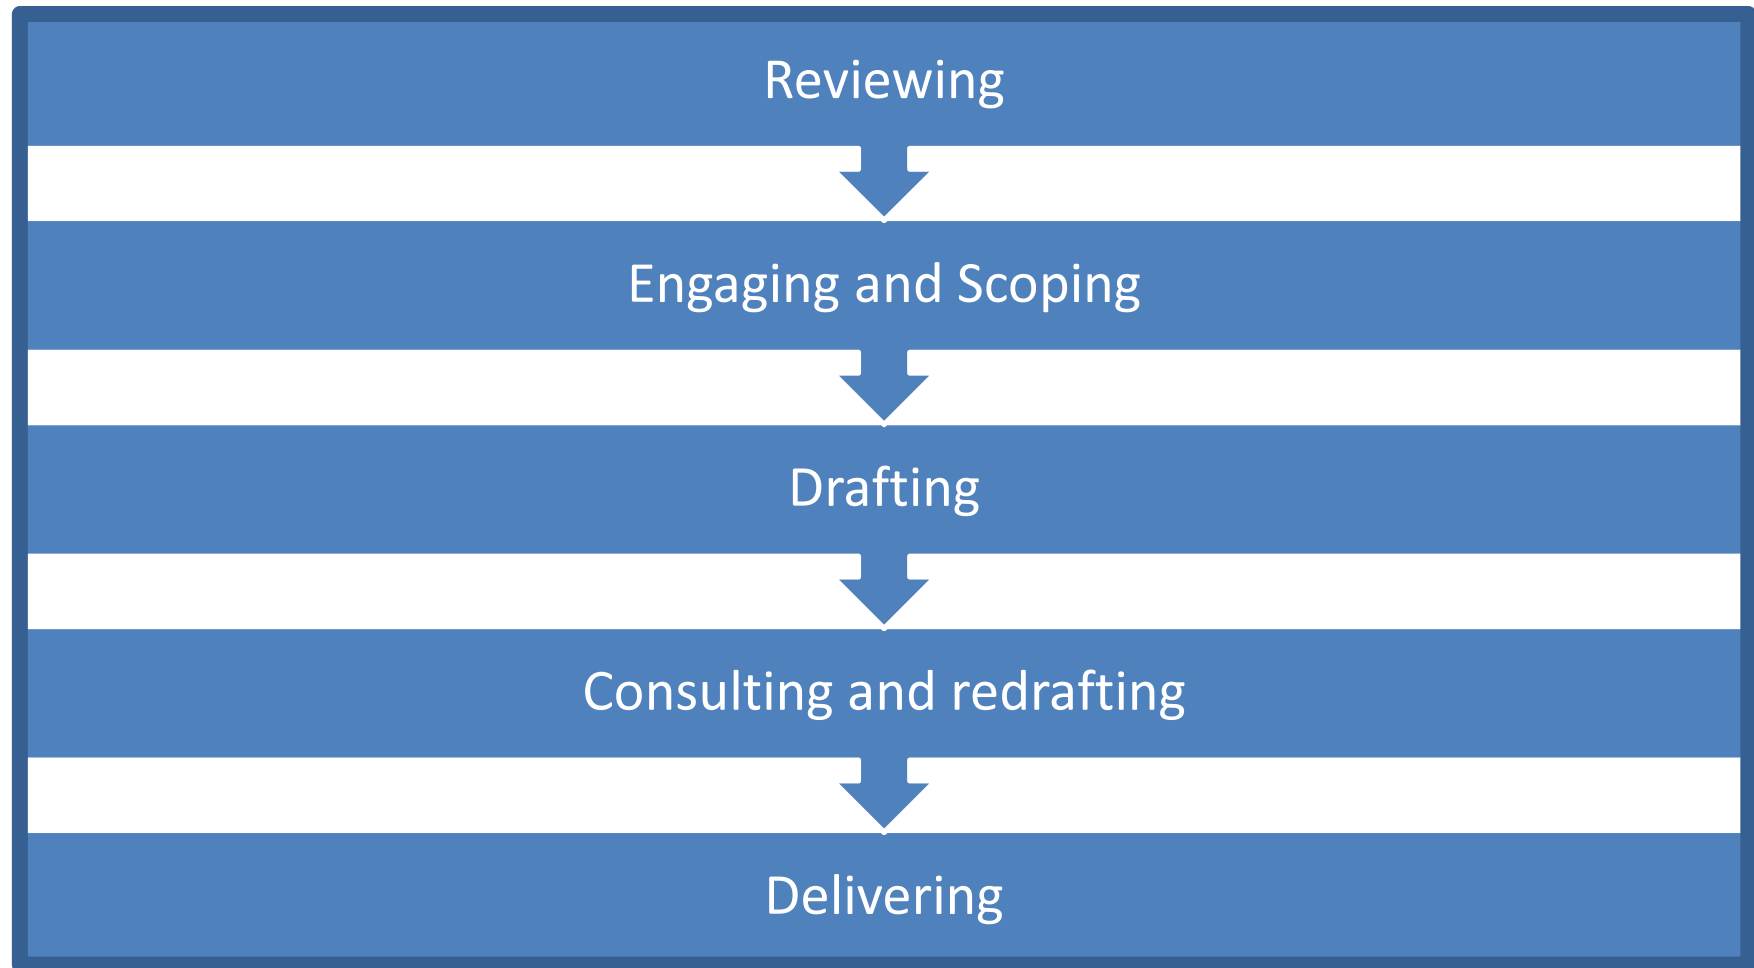 Reviewing
Engaging and Scoping
Drafting
Consulting and redrafting
Delivering